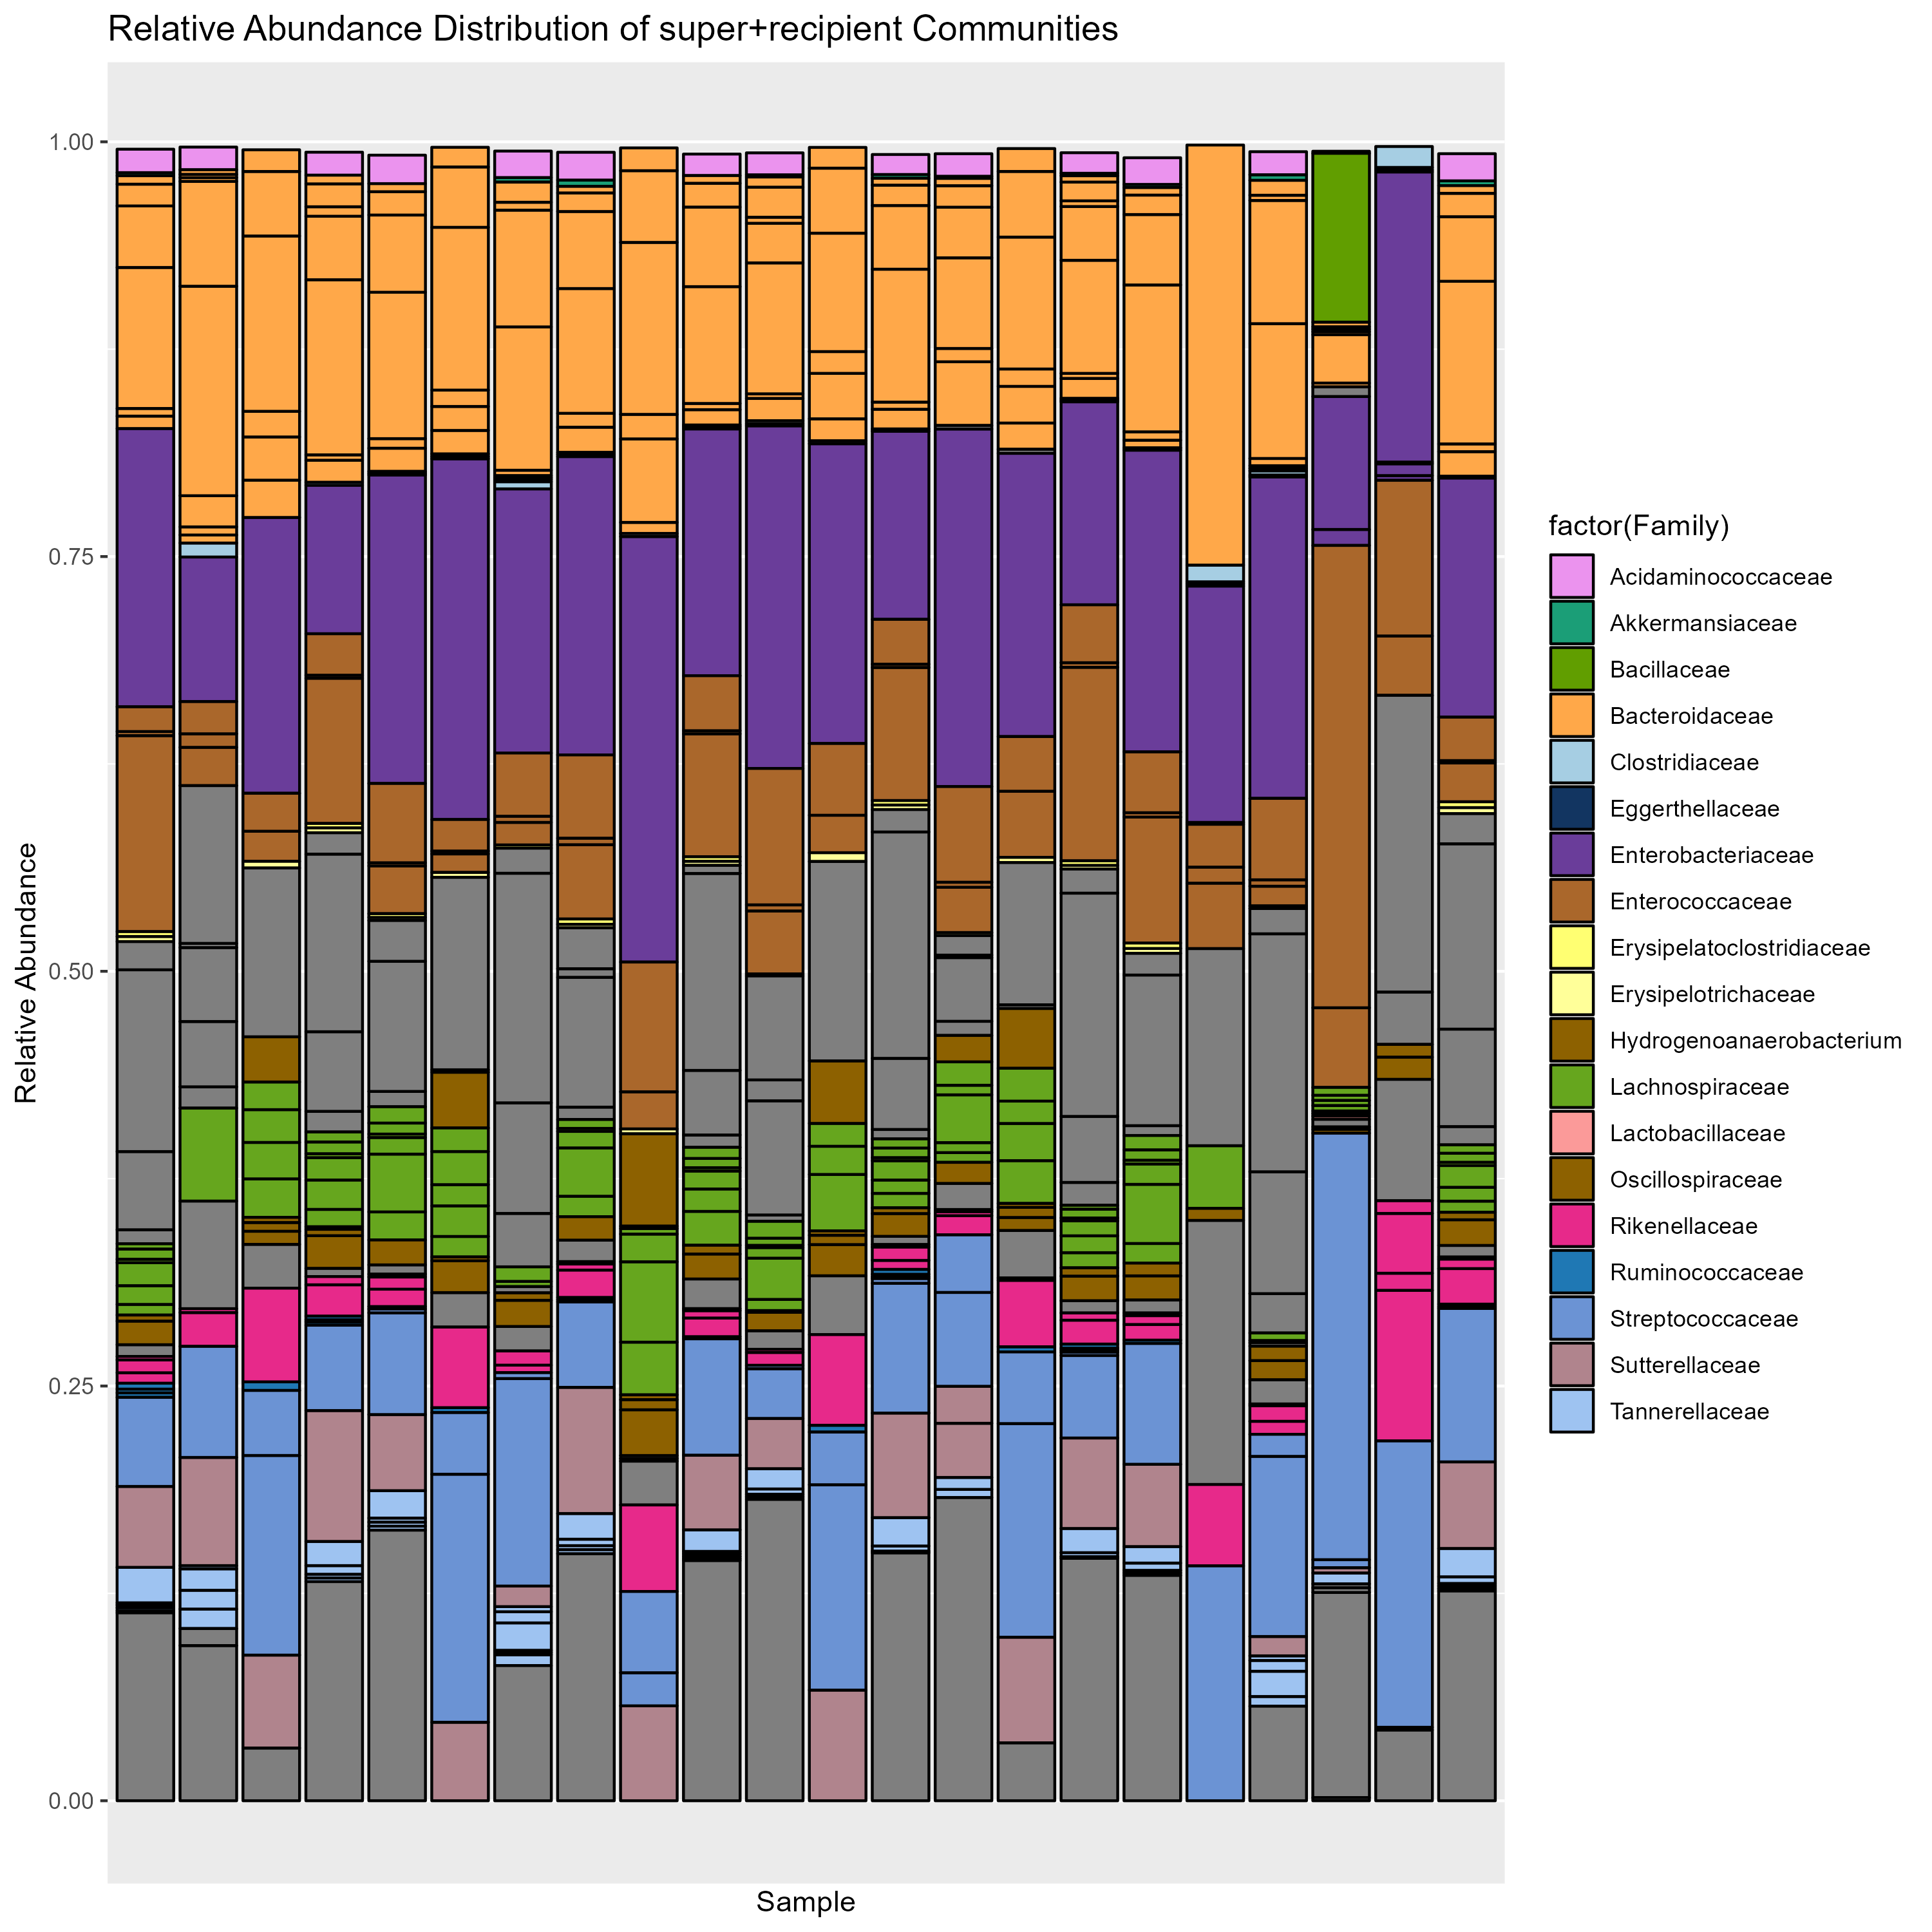 Relative Abundance Distribution of super+recipient Communities
Relative Abundance
1.00
0.75
0.50
0.25
0.00
Sample
factor(Family)
Acidaminococcaceae
Akkermansiaceae
Bacillaceae
Bacteroidaceae
Clostridiaceae
Eggerthellaceae
Enterobacteriaceae
Enterococcaceae
Erysipelatoclostridiaceae
Erysipelotrichaceae
Hydrogenoanaerobacterium
Lachnospiraceae
Lactobacillaceae
Oscillospiraceae
Rikenellaceae
Ruminococcaceae
Streptococcaceae
Sutterellaceae
Tannerellaceae